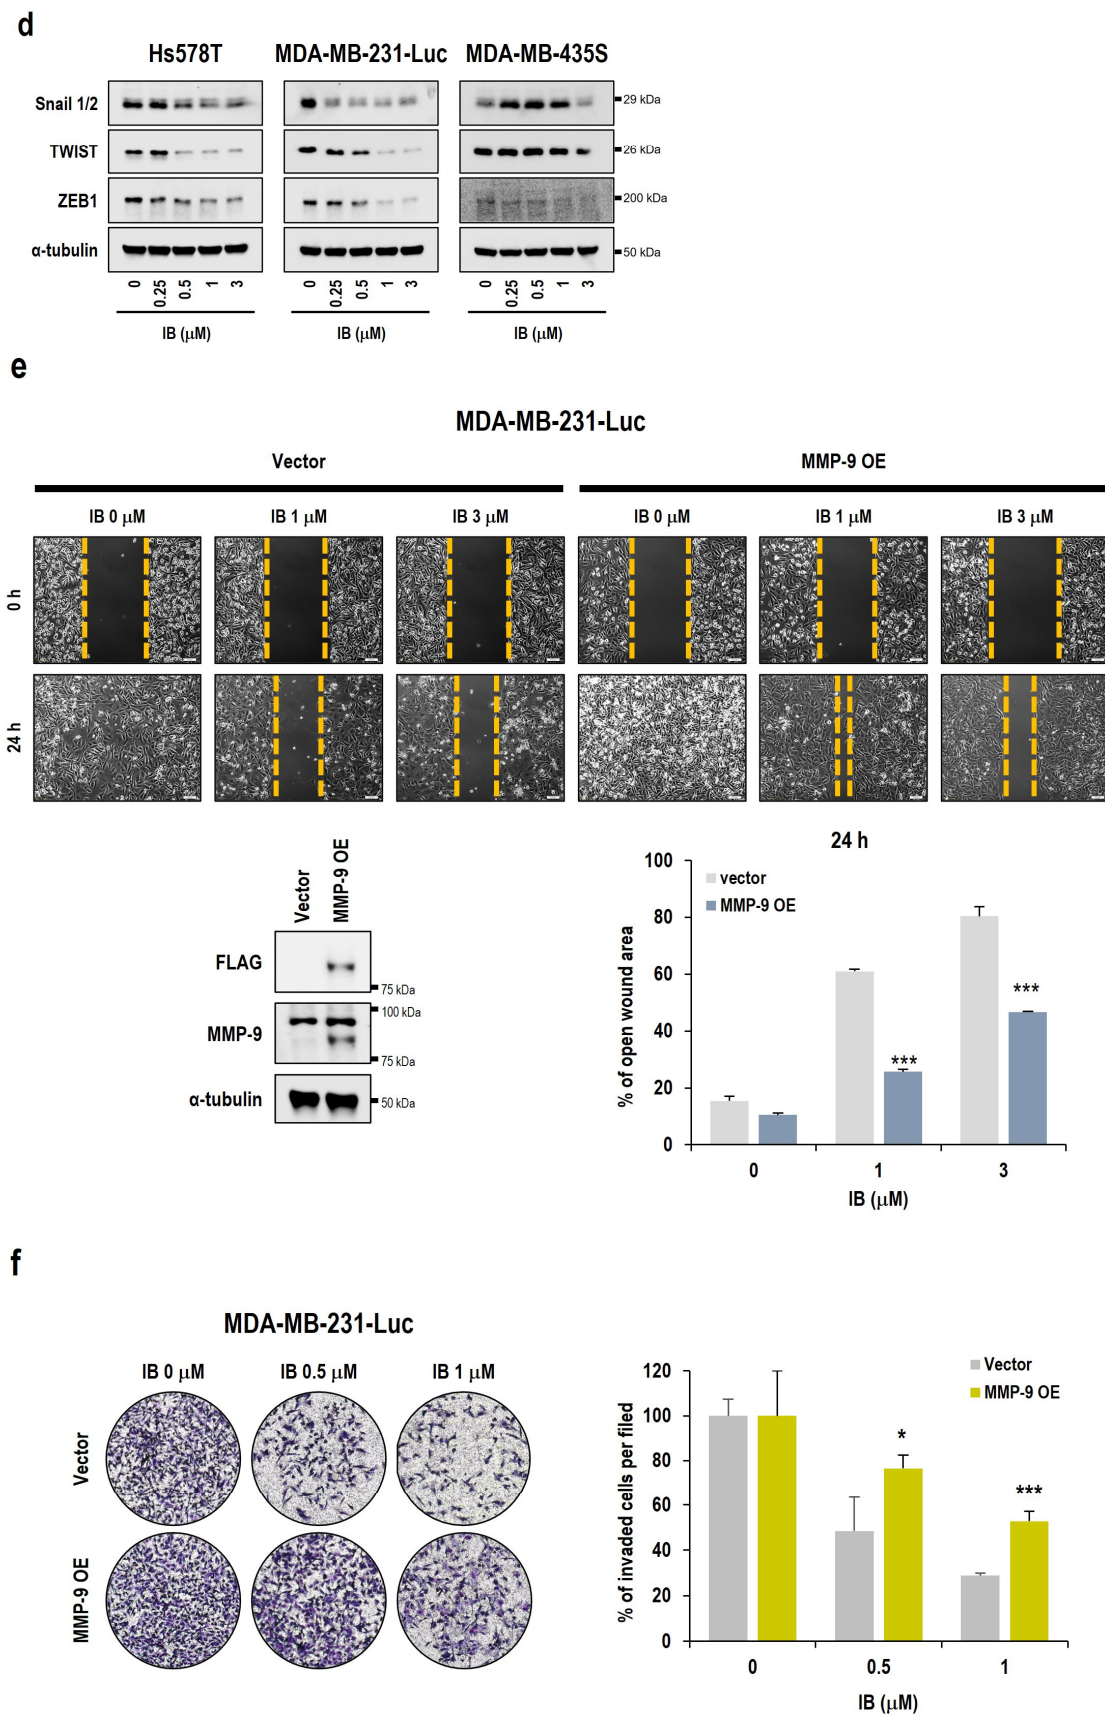 d
Hs578T MDA-MB-231-Luc MDA-MB-435S
Snail 1/2 29 kDa
TWIST 26 kDa
ZEB1 200 kDa
α-tubulin 50 kDa
0 0.25 0.5 1 3 0 0.25 0.5 1 3 0 0.25 0.5 1 3
IB (μM) IB (μM) IB (μM)
e
MDA-MB-231-Luc
Vector MMP-9 OE
IB 0 μM IB 1 μM IB 3 μM IB 0 μM IB 1 μM IB 3 μM
0 h
24 h
Vector MMP-9 OE
FLAG
75 kDa
100 kDa
MMP-9
75 kDa
α-tubulin 50 kDa
24 h
vector
MMP-9 OE
% of open wound area
100
80
60
40
20
0
***
***
0 1 3
IB (μM)
f
MDA-MB-231-Luc
IB 0 μM IB 0.5 μM IB 1 μM
Vector
MMP-9 OE
Vector
MMP-9 OE
% of invaded cells per filed
120
100
80
60
40
20
0
*
***
0 0.5 1
IB (μM)